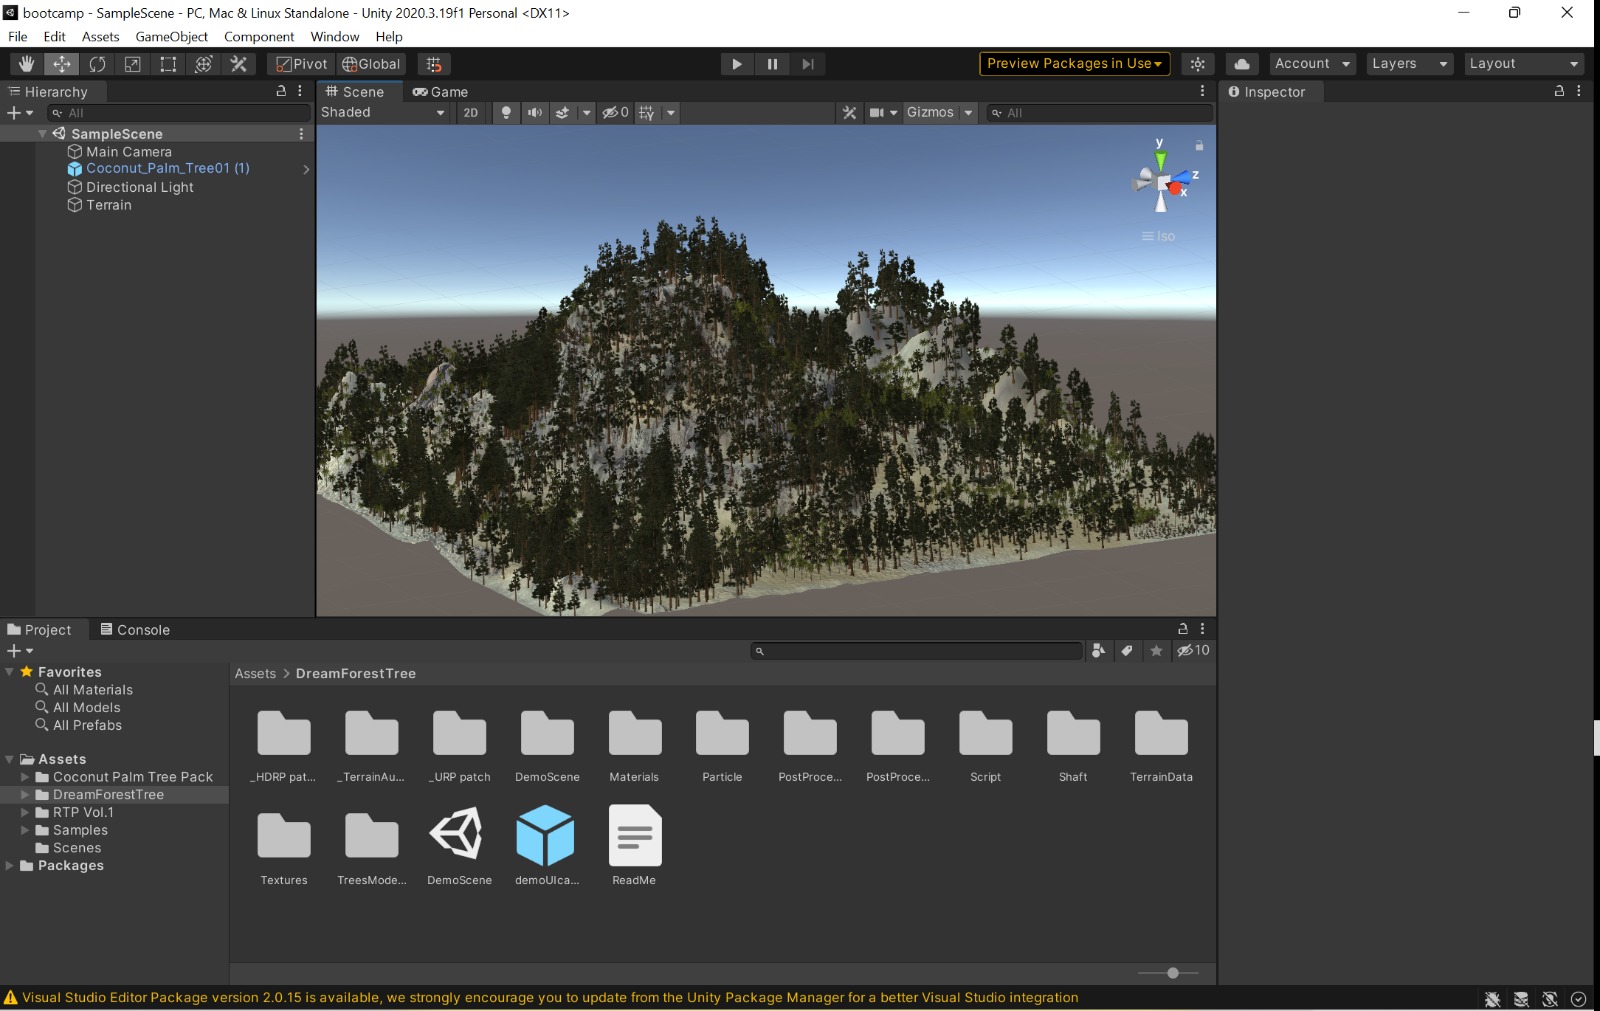 bootcamp - SampleScene - PC, Mac & Linux Standalone - Unity 2020.3.19f1 Personal <DX11>
File Edit Assets GameObject Component Window Help
Pivot Global Preview Packages in Use Account Layers Layout
Hierarchy
All
SampleScene
Main Camera
Coconut_Palm_Tree01 (1)
Directional Light
Terrain
Scene Game
Shaded 2D 0 Gizmos All
y
z
x
Iso
Inspector
Project Console
10
Favorites
All Materials
All Models
All Prefabs
Assets
Coconut Palm Tree Pack
DreamForestTree
RTP Vol.1
Samples
Scenes
Packages
Assets > DreamForestTree
_HDRP pat... _TerrainAu... _URP patch DemoScene Materials Particle PostProce... PostProce... Script Shaft TerrainData
Textures TreesMode... DemoScene demoUIca... ReadMe
Visual Studio Editor Package version 2.0.15 is available, we strongly encourage you to update from the Unity Package Manager for a better Visual Studio integration